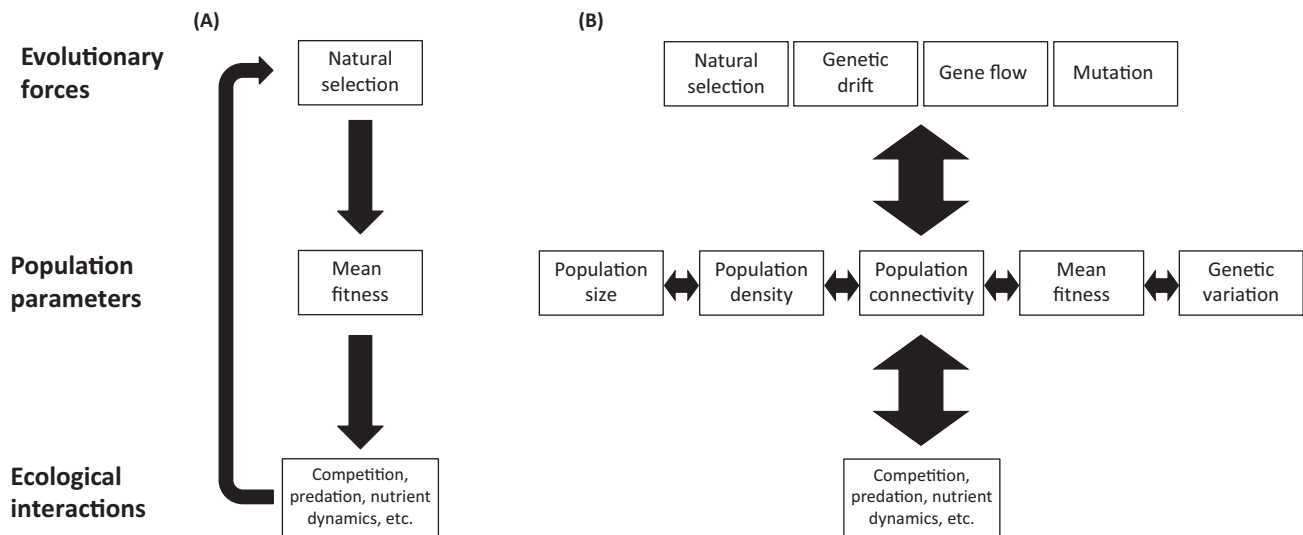 (A)
(B)
Evolutionary
forces
Natural
selection
Natural
selection
Genetic
drift
Gene flow
Mutation
Population
parameters
Mean
fitness
Population
size
Population
density
Population
connectivity
Mean
fitness
Genetic
variation
Ecological
interactions
Competition,
predation, nutrient
dynamics, etc.
Competition,
predation, nutrient
dynamics, etc.